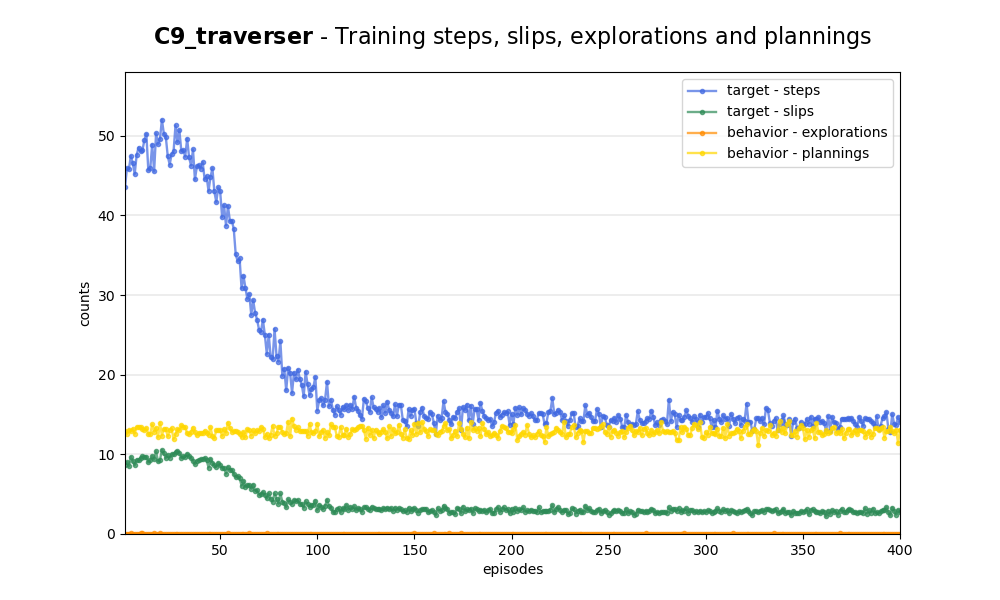 C9_traverser - Training steps, slips, explorations and plannings
target - steps
target - slips
behavior - explorations
behavior - plannings
counts
50
40
30
20
10
0
50
100
150
200
250
300
350
400
episodes